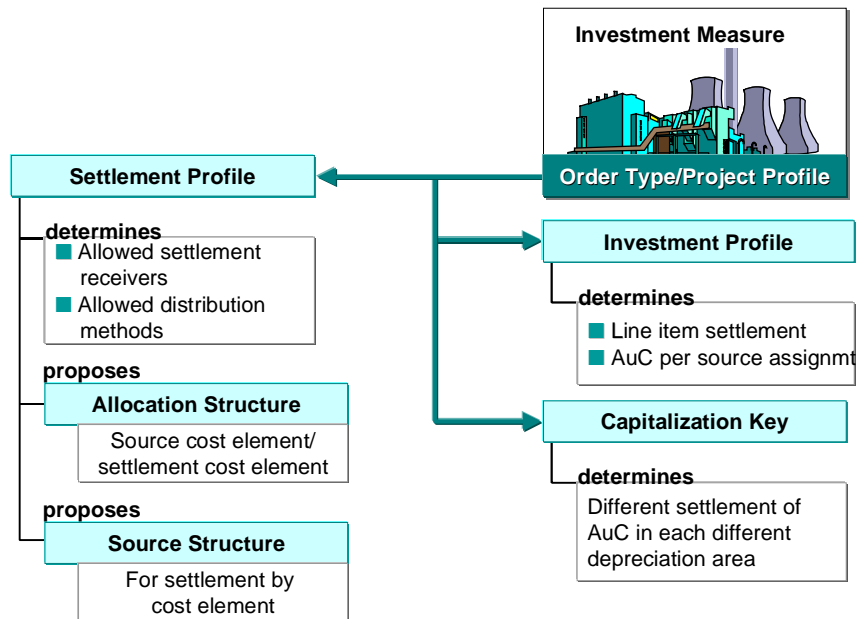 Investment Measure
Order Type/Project Profile
Settlement Profile
determines
Allowed settlement
receivers
Allowed distribution
methods
proposes
Allocation Structure
Source cost element/
settlement cost element
proposes
Source Structure
For settlement by
cost element
Investment Profile
determines
Line item settlement
AuC per source assignmt
Capitalization Key
determines
Different settlement of
AuC in each different
depreciation area